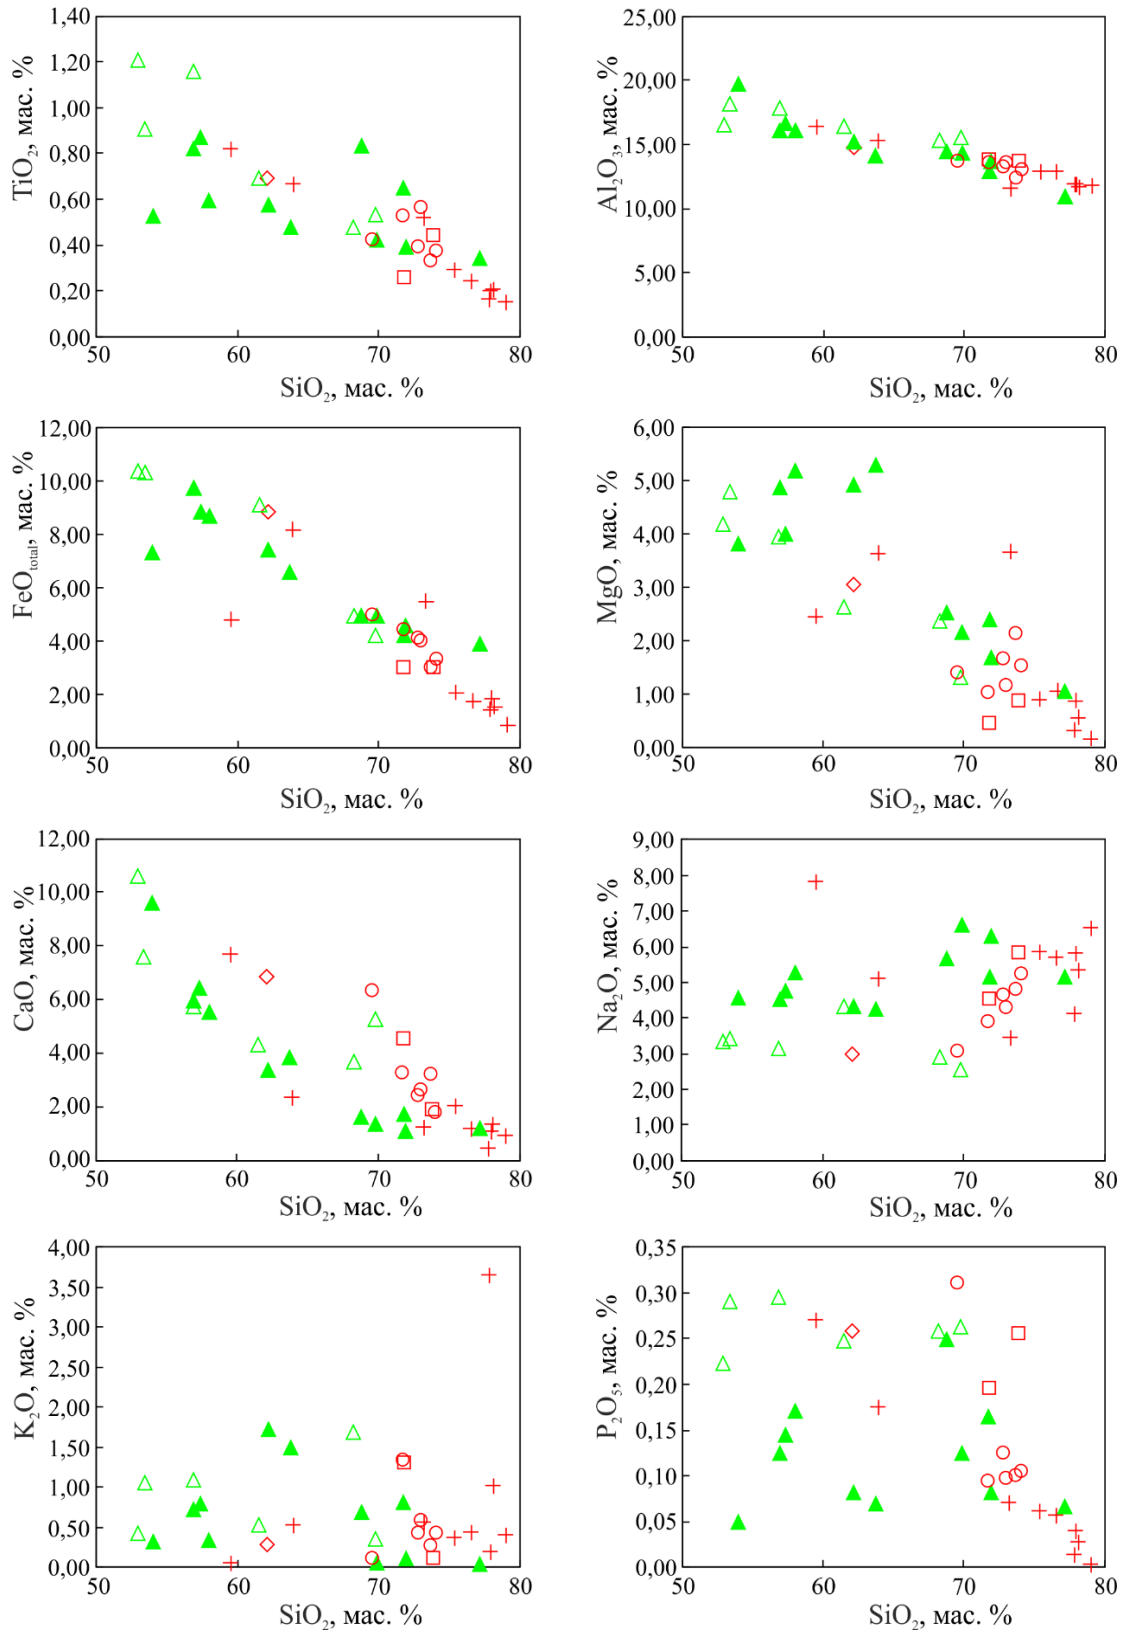 TiO₂, мас. %
1,40
1,20
1,00
0,80
0,60
0,40
0,20
0,00
50 60 70 80
SiO₂, мас. %
Al₂O₃, мас. %
25,00
20,00
15,00
10,00
5,00
0,00
50 60 70 80
SiO₂, мас. %
FeOtotal, мас. %
12,00
10,00
8,00
6,00
4,00
2,00
0,00
50 60 70 80
SiO₂, мас. %
MgO, мас. %
6,00
5,00
4,00
3,00
2,00
1,00
0,00
50 60 70 80
SiO₂, мас. %
CaO, мас. %
12,00
10,00
8,00
6,00
4,00
2,00
0,00
50 60 70 80
SiO₂, мас. %
Na₂O, мас. %
9,00
8,00
7,00
6,00
5,00
4,00
3,00
2,00
1,00
0,00
50 60 70 80
SiO₂, мас. %
K₂O, мас. %
4,00
3,50
3,00
2,50
2,00
1,50
1,00
0,50
0,00
50 60 70 80
SiO₂, мас. %
P₂O₅, мас. %
0,35
0,30
0,25
0,20
0,15
0,10
0,05
0,00
50 60 70 80
SiO₂, мас. %